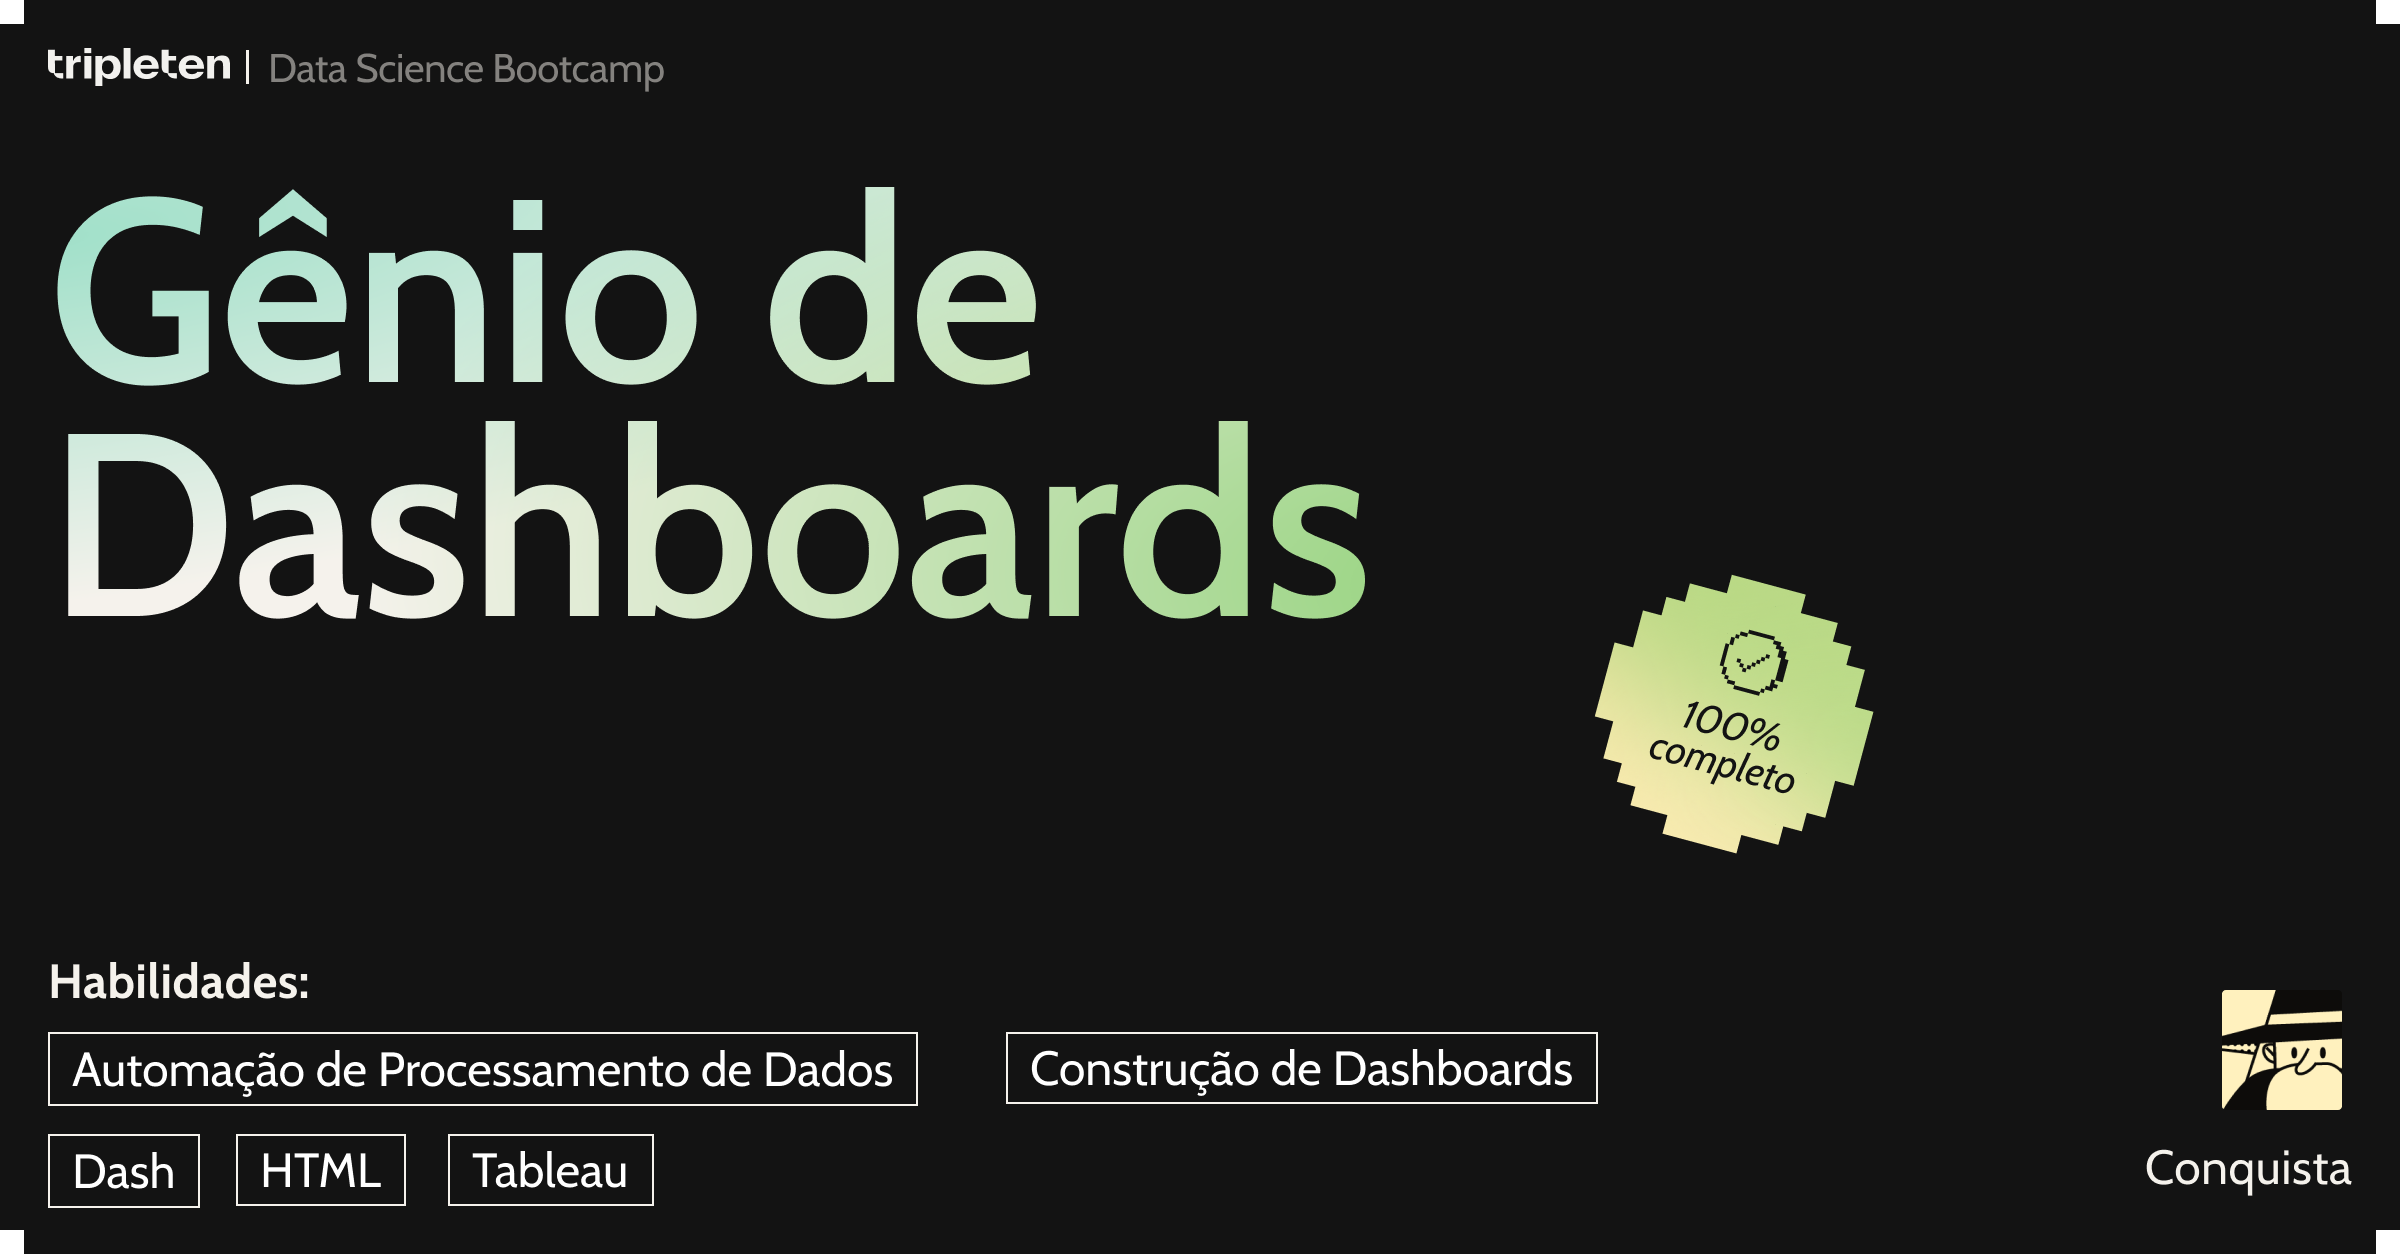 tripleten | Data Science Bootcamp
Gênio de
Dashboards
100%
completo
Habilidades:
Automação de Processamento de Dados
Construção de Dashboards
Dash
HTML
Tableau
Conquista